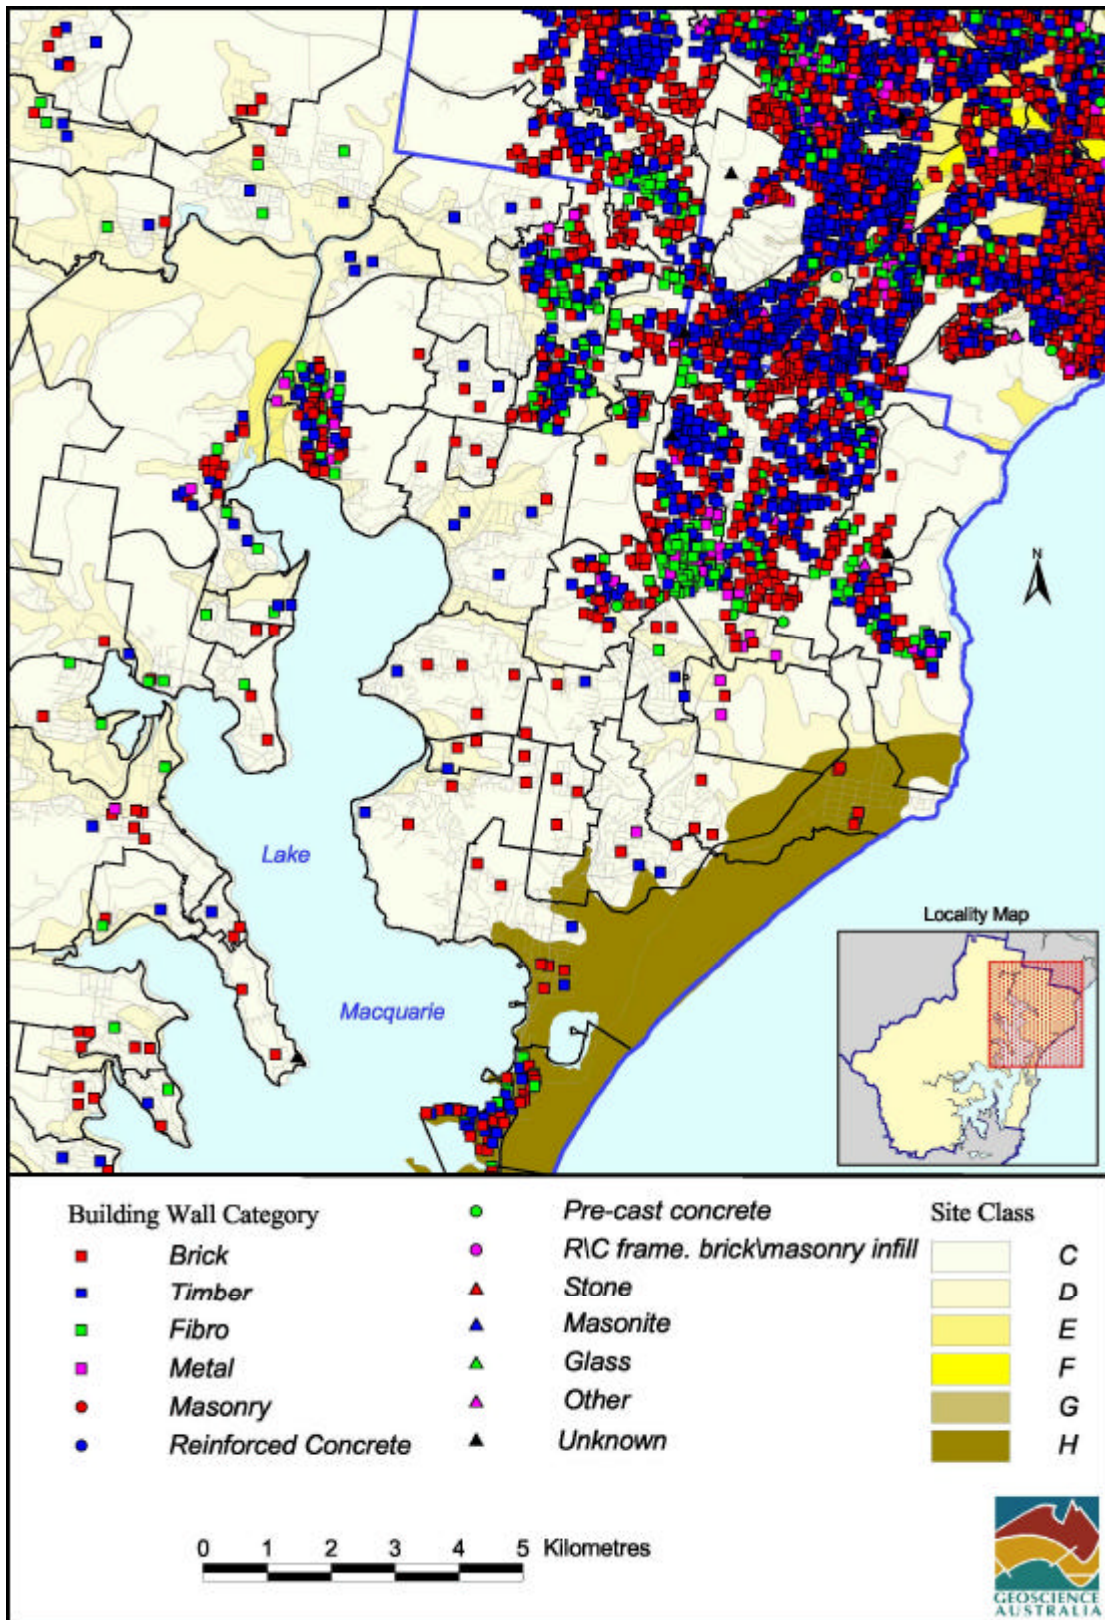 N
Lake
Locality Map
Macquarie
Building Wall Category
Brick
Timber
Fibro
Metal
Masonry
Reinforced Concrete
Pre-cast concrete
R\C frame. brick\masonry infill
Stone
Masonite
Glass
Other
Unknown
Site Class
C
D
E
F
G
H
0 1 2 3 4 5 Kilometres
GEOSCIENCE
AUSTRALIA